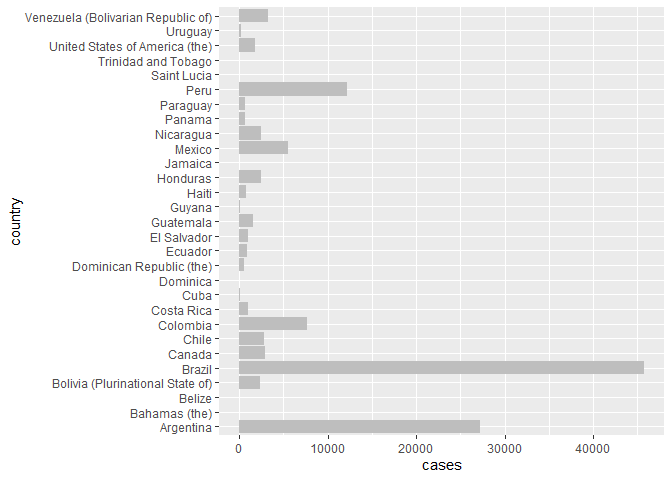 Venezuela (Bolivarian Republic of)
Uruguay
United States of America (the)
Trinidad and Tobago
Saint Lucia
Peru
Paraguay
Panama
Nicaragua
Mexico
Jamaica
Honduras
Haiti
Guyana
Guatemala
El Salvador
Ecuador
Dominican Republic (the)
Dominica
Cuba
Costa Rica
Colombia
Chile
Canada
Brazil
Bolivia (Plurinational State of)
Belize
Bahamas (the)
Argentina
country
0 10000 20000 30000 40000
cases